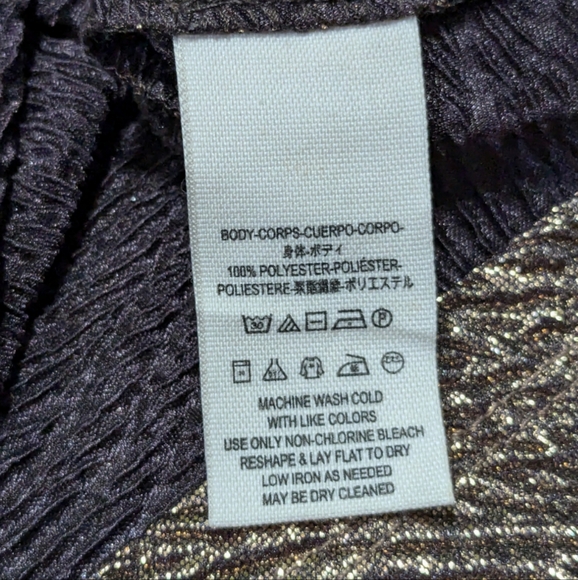 BODY-CORPS-CUERPO-CORPO-
身体-ボディ
100% POLYESTER-POLIÉSTER-
POLIESTERE-聚酯纖維-ポリエステル
30 P
MACHINE WASH COLD
WITH LIKE COLORS
USE ONLY NON-CHLORINE BLEACH
RESHAPE & LAY FLAT TO DRY
LOW IRON AS NEEDED
MAY BE DRY CLEANED